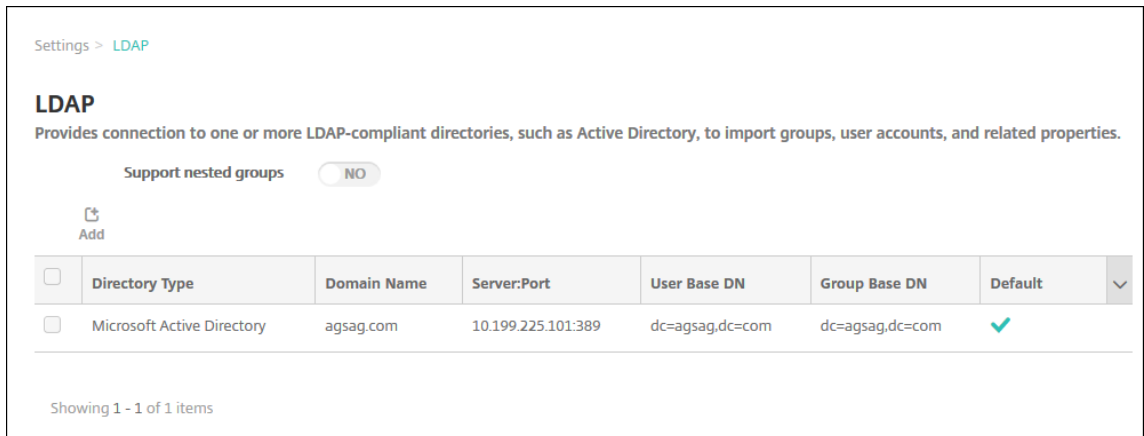 Settings > LDAP
LDAP
Provides connection to one or more LDAP-compliant directories, such as Active Directory, to import groups, user accounts, and related properties.
Support nested groups NO
Add
Directory Type Domain Name Server:Port User Base DN Group Base DN Default
Microsoft Active Directory agsag.com 10.199.225.101:389 dc=agsag,dc=com dc=agsag,dc=com
Showing 1 - 1 of 1 items